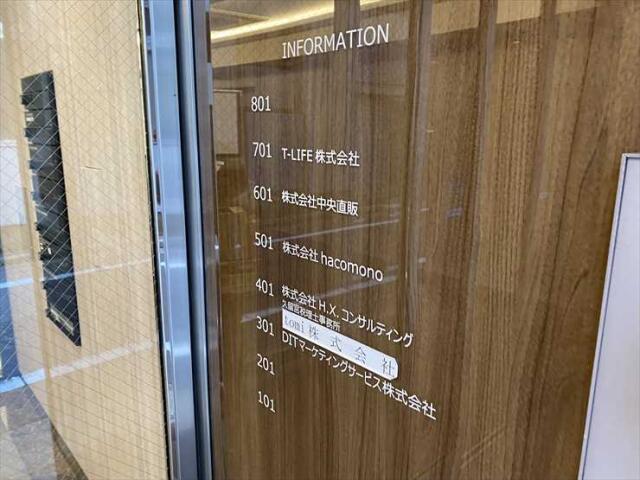 INFORMATION
801
701 T-LIFE 株式会社
601 株式会社中央直販
501 株式会社 hacomono
401 株式会社 H.X. コンサルティング
久留宮税理士事務所
301 tomi 株式会社
DITマーケティングサービス株式会社
201
101